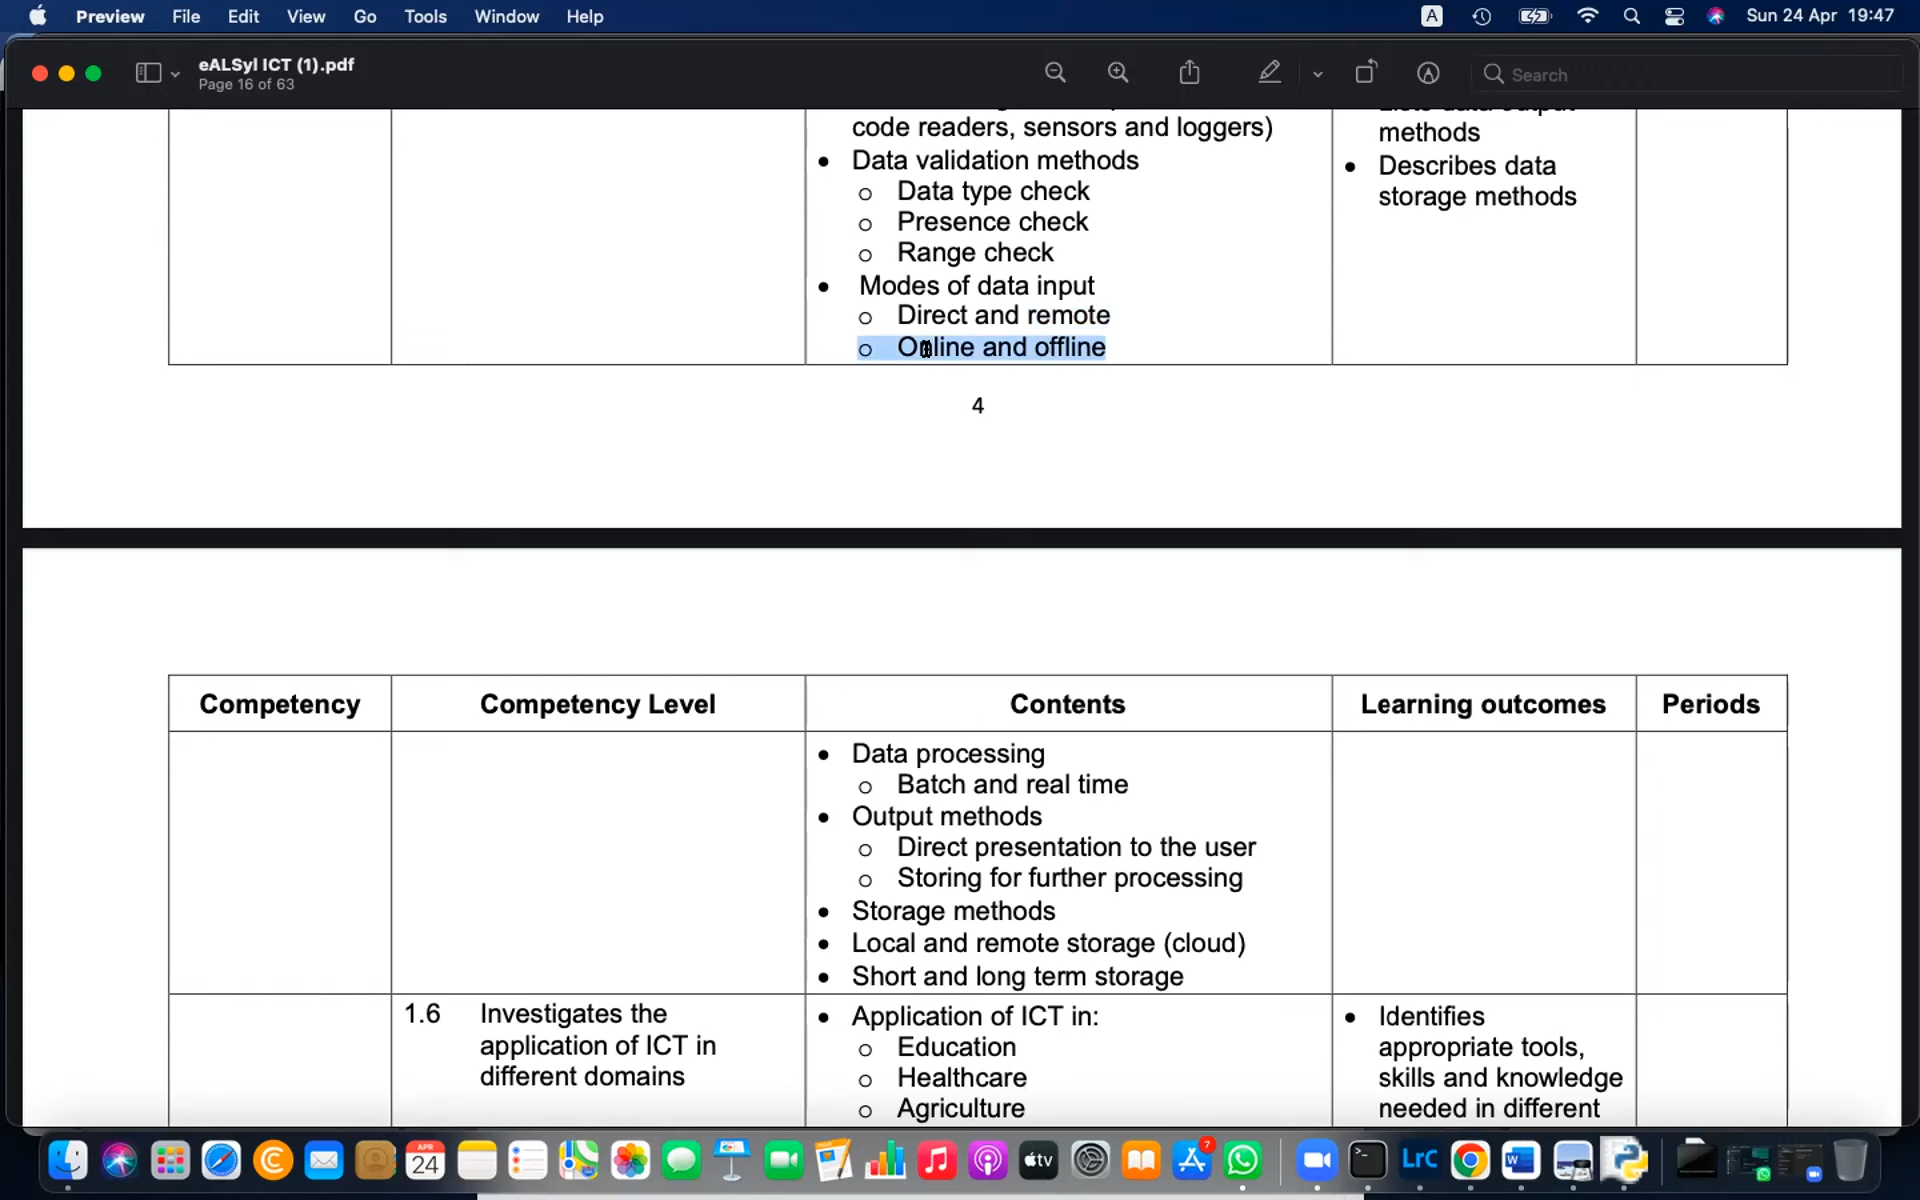 Preview File Edit View Go Tools Window Help A Sun 24 Apr 19:47
eALSyl ICT (1).pdf
Page 16 of 63
Search
code readers, sensors and loggers)
• Data validation methods
o Data type check
o Presence check
o Range check
• Modes of data input
o Direct and remote
o Online and offline
methods
• Describes data
storage methods
4
Competency Competency Level Contents Learning outcomes Periods
• Data processing
o Batch and real time
• Output methods
o Direct presentation to the user
o Storing for further processing
• Storage methods
• Local and remote storage (cloud)
• Short and long term storage
1.6 Investigates the
application of ICT in
different domains
• Application of ICT in:
o Education
o Healthcare
o Agriculture
• Identifies
appropriate tools,
skills and knowledge
needed in different
APR
24
tv
7
LrC
W